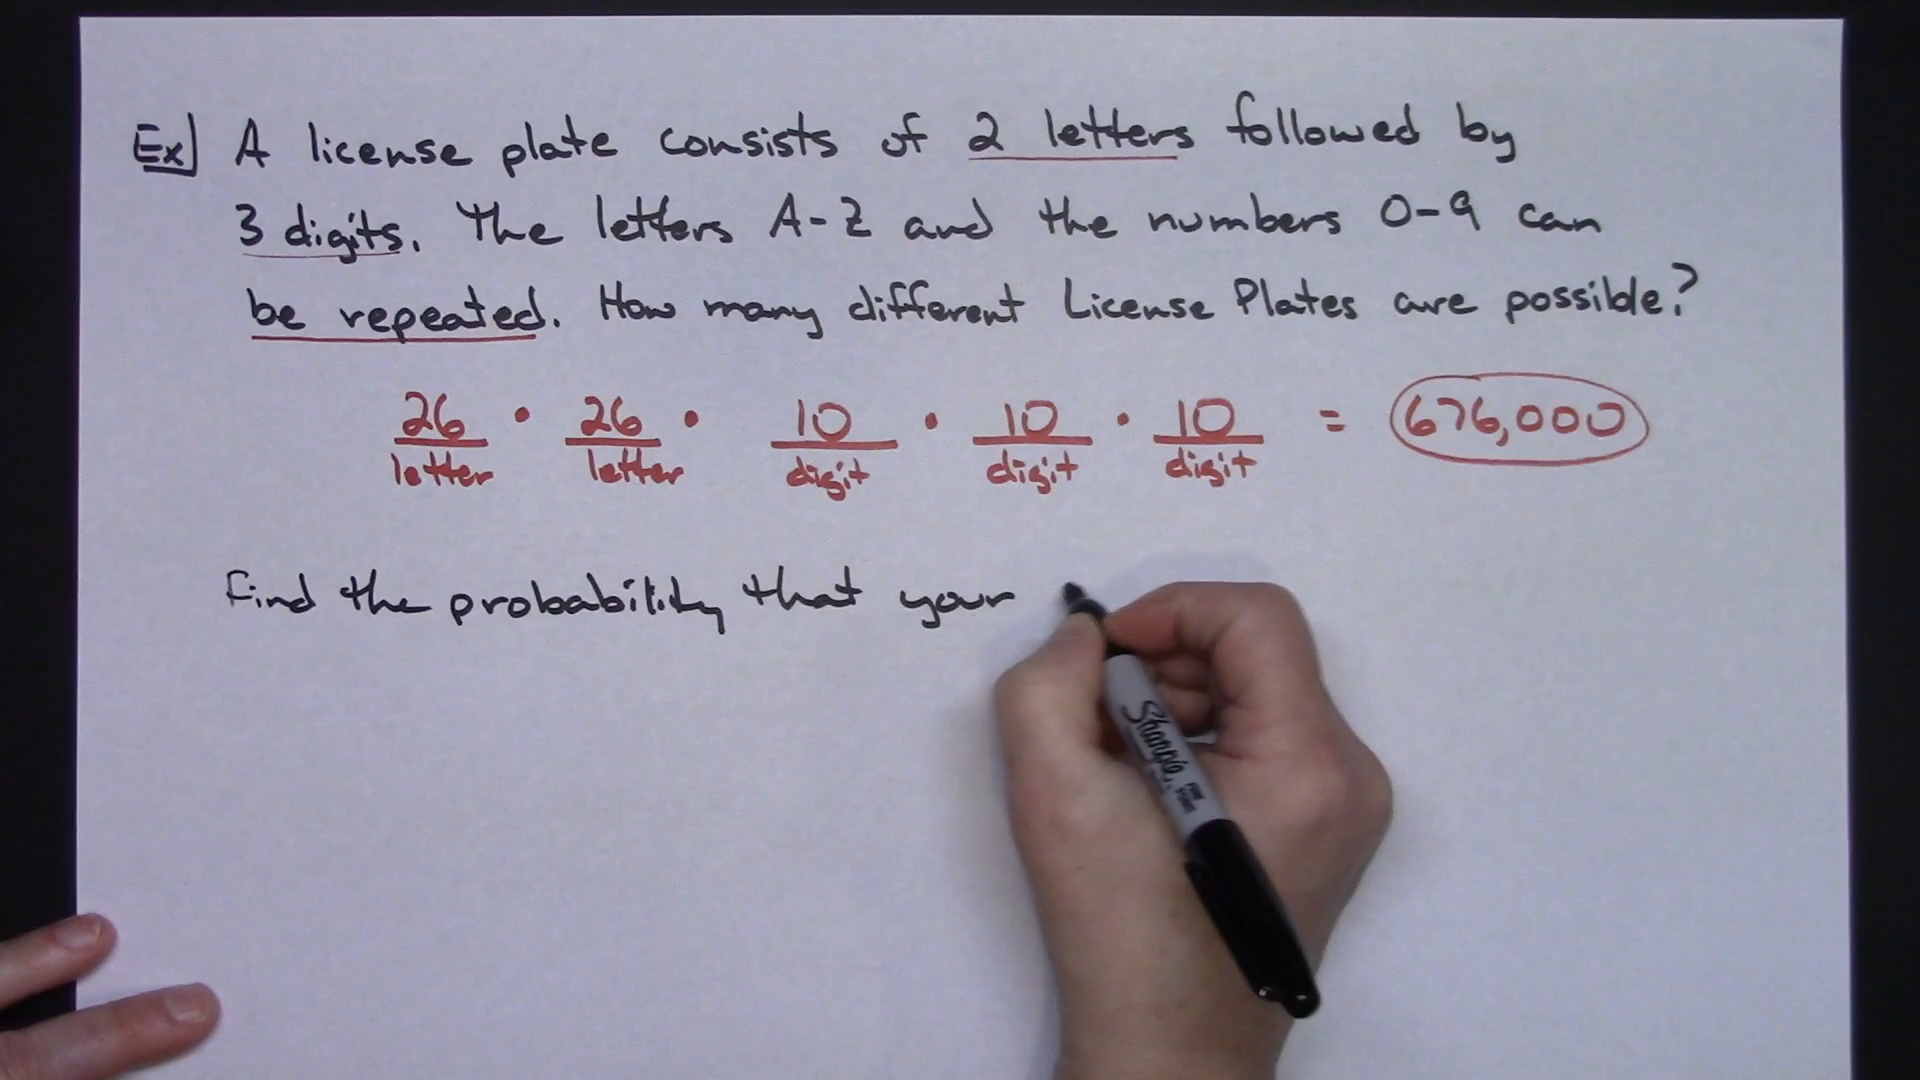 Ex] A license plate consists of 2 letters followed by
3 digits. The letters A-Z and the numbers 0-9 can
be repeated. How many different License Plates are possible?
26 · 26 · 10 · 10 · 10 = 676,000
letter letter digit digit digit
Find the probability that your
Sharpie
FINE POINT